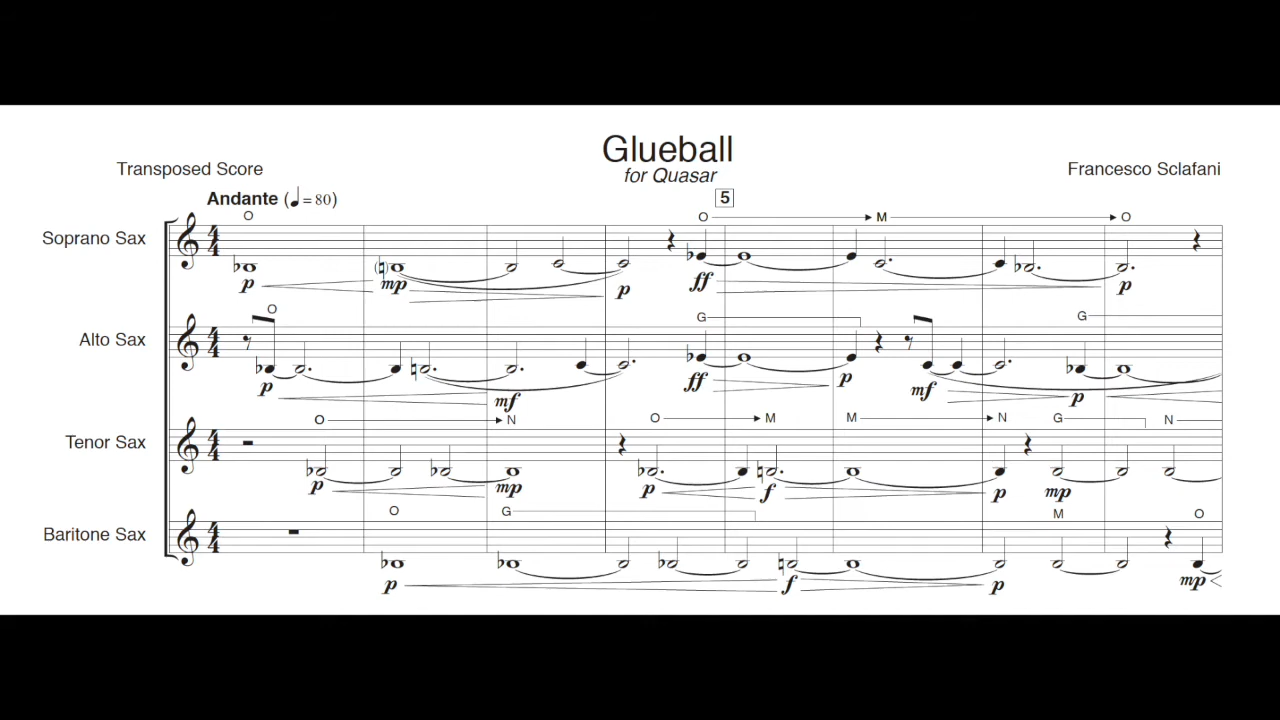 Glueball
Transposed Score
for Quasar
Francesco Sclafani
Andante (♩= 80)
5
O
O
M
O
Soprano Sax
p
mp
p
ff
p
O
G
G
Alto Sax
p
mf
ff
p
mf
p
O
N
O
M
M
N
G
N
Tenor Sax
p
mp
p
f
p
mp
O
G
M
O
Baritone Sax
p
f
p
mp